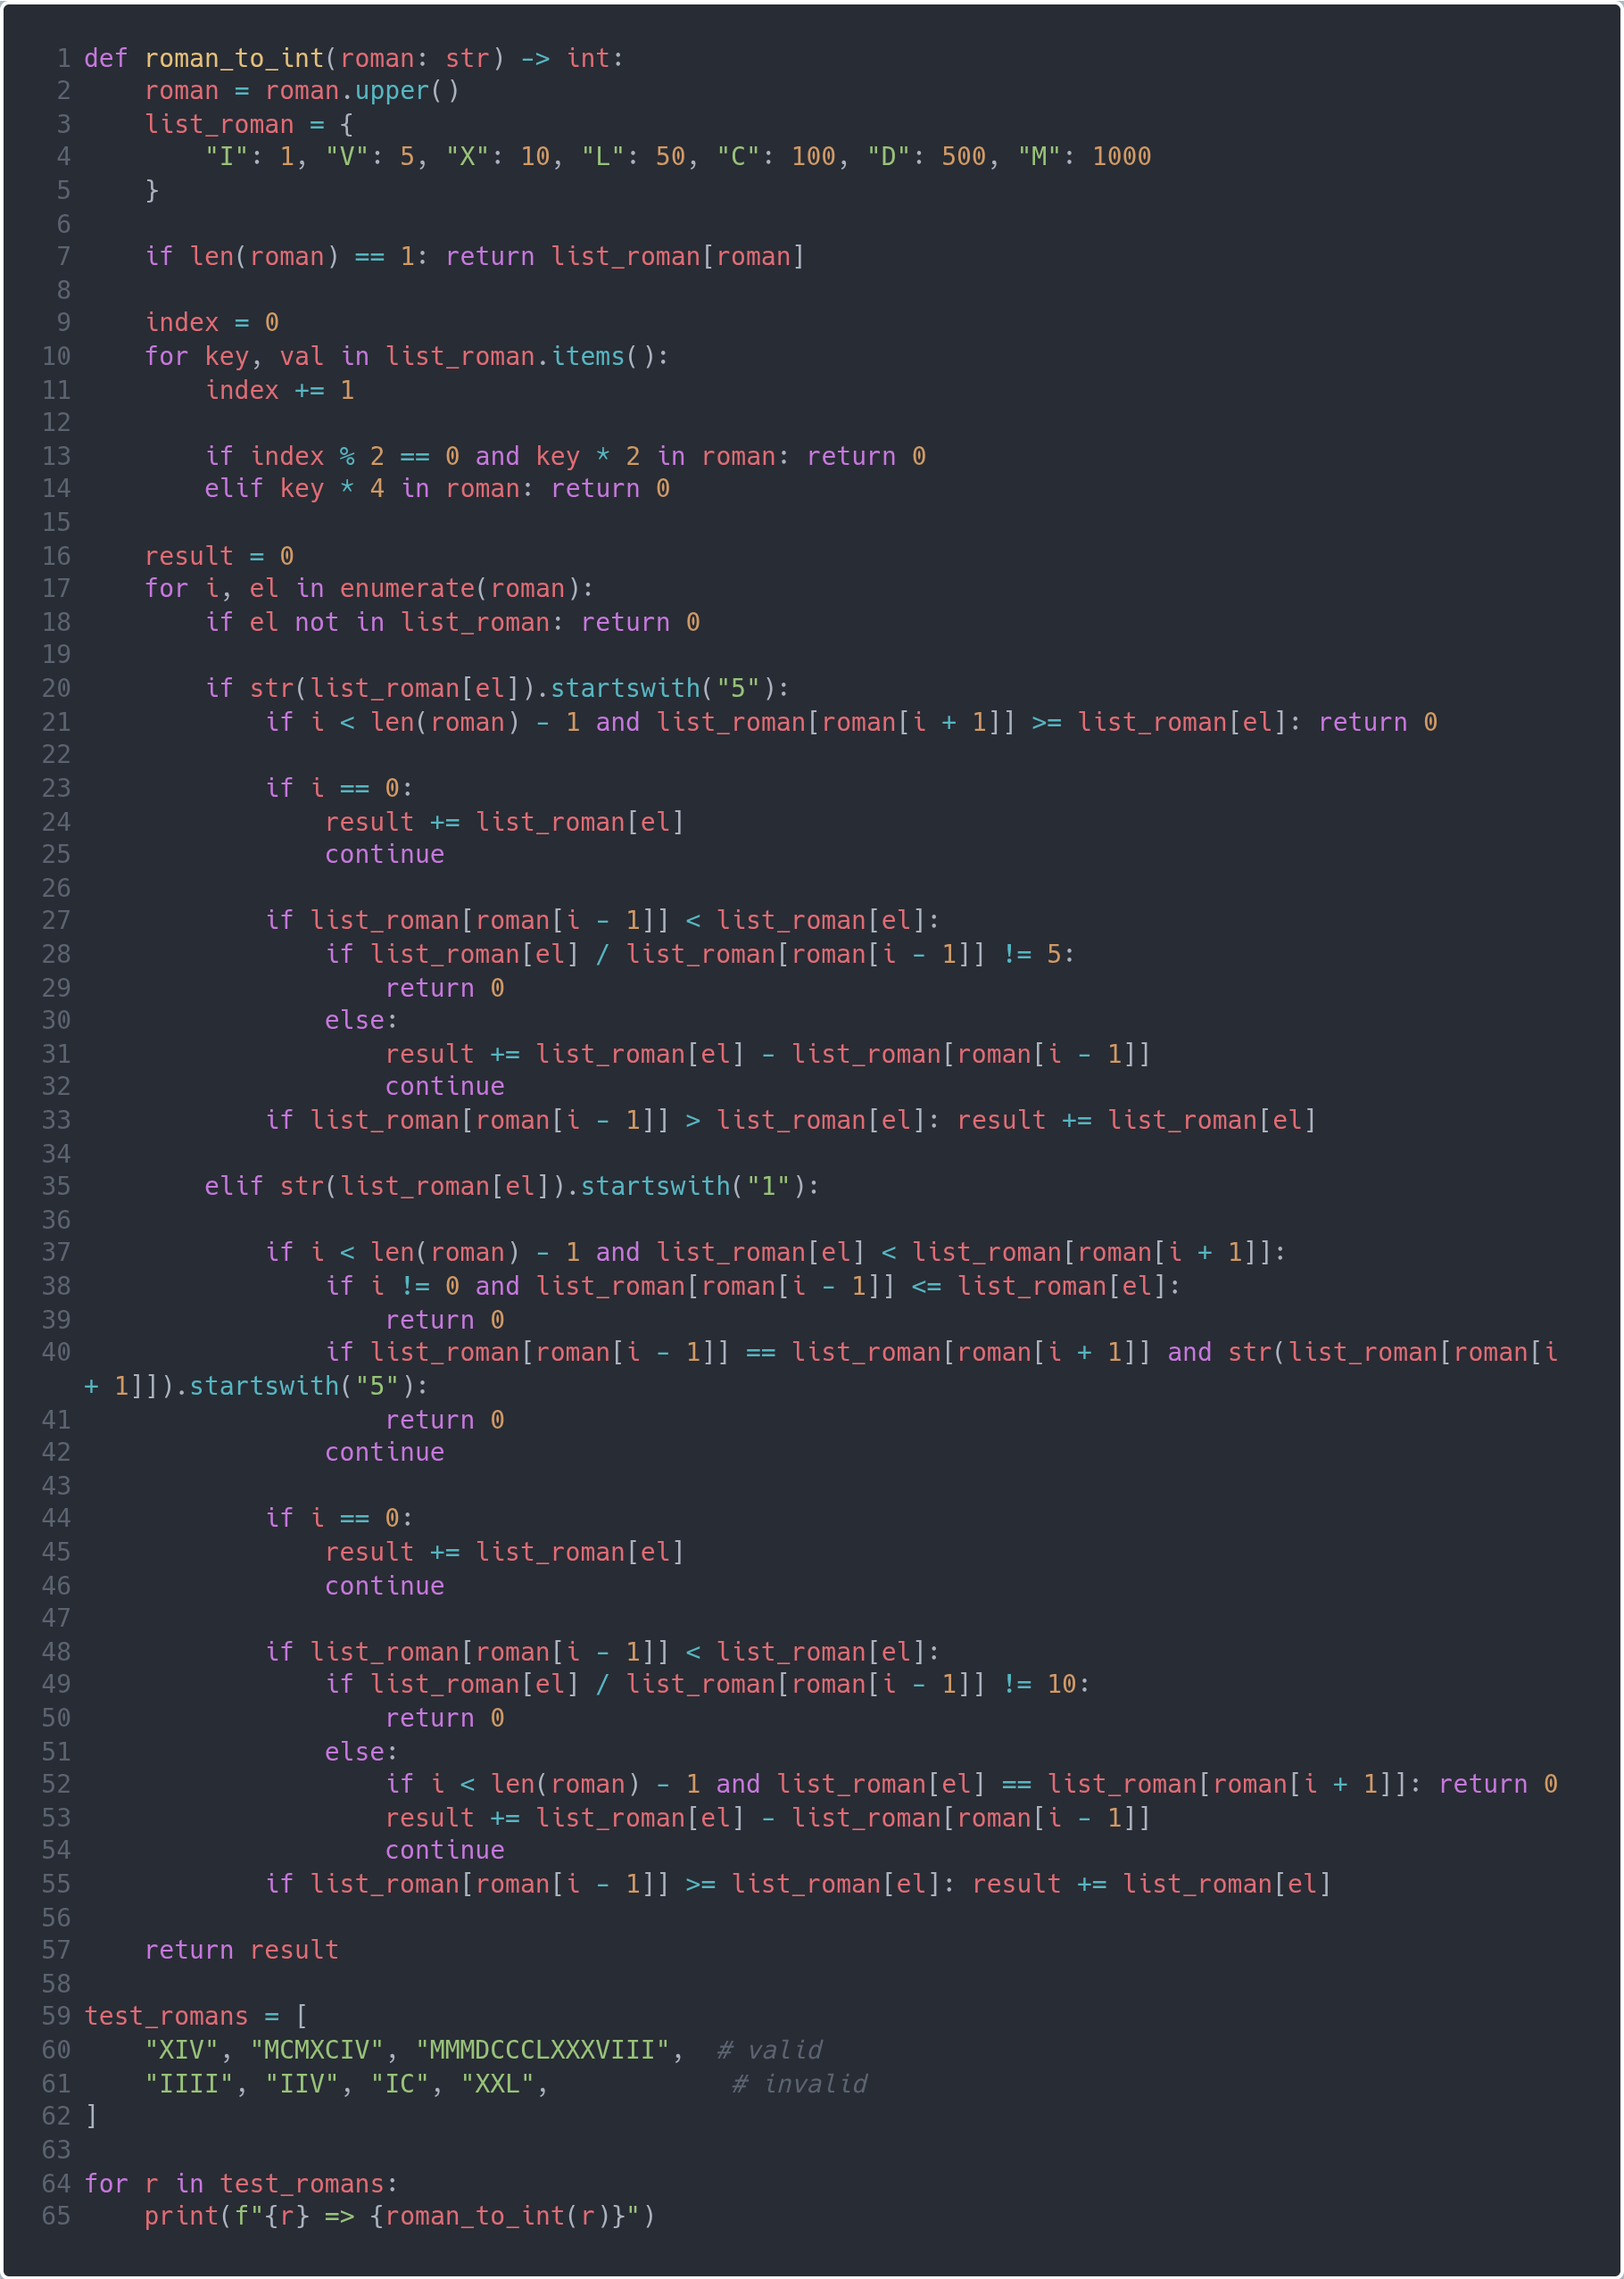 1 def roman_to_int(roman: str) -> int:
2     roman = roman.upper()
3     list_roman = {
4         "I": 1, "V": 5, "X": 10, "L": 50, "C": 100, "D": 500, "M": 1000
5     }
6
7     if len(roman) == 1: return list_roman[roman]
8
9     index = 0
10     for key, val in list_roman.items():
11         index += 1
12
13         if index % 2 == 0 and key * 2 in roman: return 0
14         elif key * 4 in roman: return 0
15
16     result = 0
17     for i, el in enumerate(roman):
18         if el not in list_roman: return 0
19
20         if str(list_roman[el]).startswith("5"):
21             if i < len(roman) - 1 and list_roman[roman[i + 1]] >= list_roman[el]: return 0
22
23             if i == 0:
24                 result += list_roman[el]
25                 continue
26
27             if list_roman[roman[i - 1]] < list_roman[el]:
28                 if list_roman[el] / list_roman[roman[i - 1]] != 5:
29                     return 0
30                 else:
31                     result += list_roman[el] - list_roman[roman[i - 1]]
32                     continue
33             if list_roman[roman[i - 1]] > list_roman[el]: result += list_roman[el]
34
35         elif str(list_roman[el]).startswith("1"):
36
37             if i < len(roman) - 1 and list_roman[el] < list_roman[roman[i + 1]]:
38                 if i != 0 and list_roman[roman[i - 1]] <= list_roman[el]:
39                     return 0
40                 if list_roman[roman[i - 1]] == list_roman[roman[i + 1]] and str(list_roman[roman[i
+ 1]]).startswith("5"):
41                     return 0
42                 continue
43
44             if i == 0:
45                 result += list_roman[el]
46                 continue
47
48             if list_roman[roman[i - 1]] < list_roman[el]:
49                 if list_roman[el] / list_roman[roman[i - 1]] != 10:
50                     return 0
51                 else:
52                     if i < len(roman) - 1 and list_roman[el] == list_roman[roman[i + 1]]: return 0
53                     result += list_roman[el] - list_roman[roman[i - 1]]
54                     continue
55             if list_roman[roman[i - 1]] >= list_roman[el]: result += list_roman[el]
56
57     return result
58
59 test_romans = [
60     "XIV", "MCMXCIV", "MMMDCCCLXXXVIII",  # valid
61     "IIII", "IIV", "IC", "XXL",            # invalid
62 ]
63
64 for r in test_romans:
65     print(f"{r} => {roman_to_int(r)}")